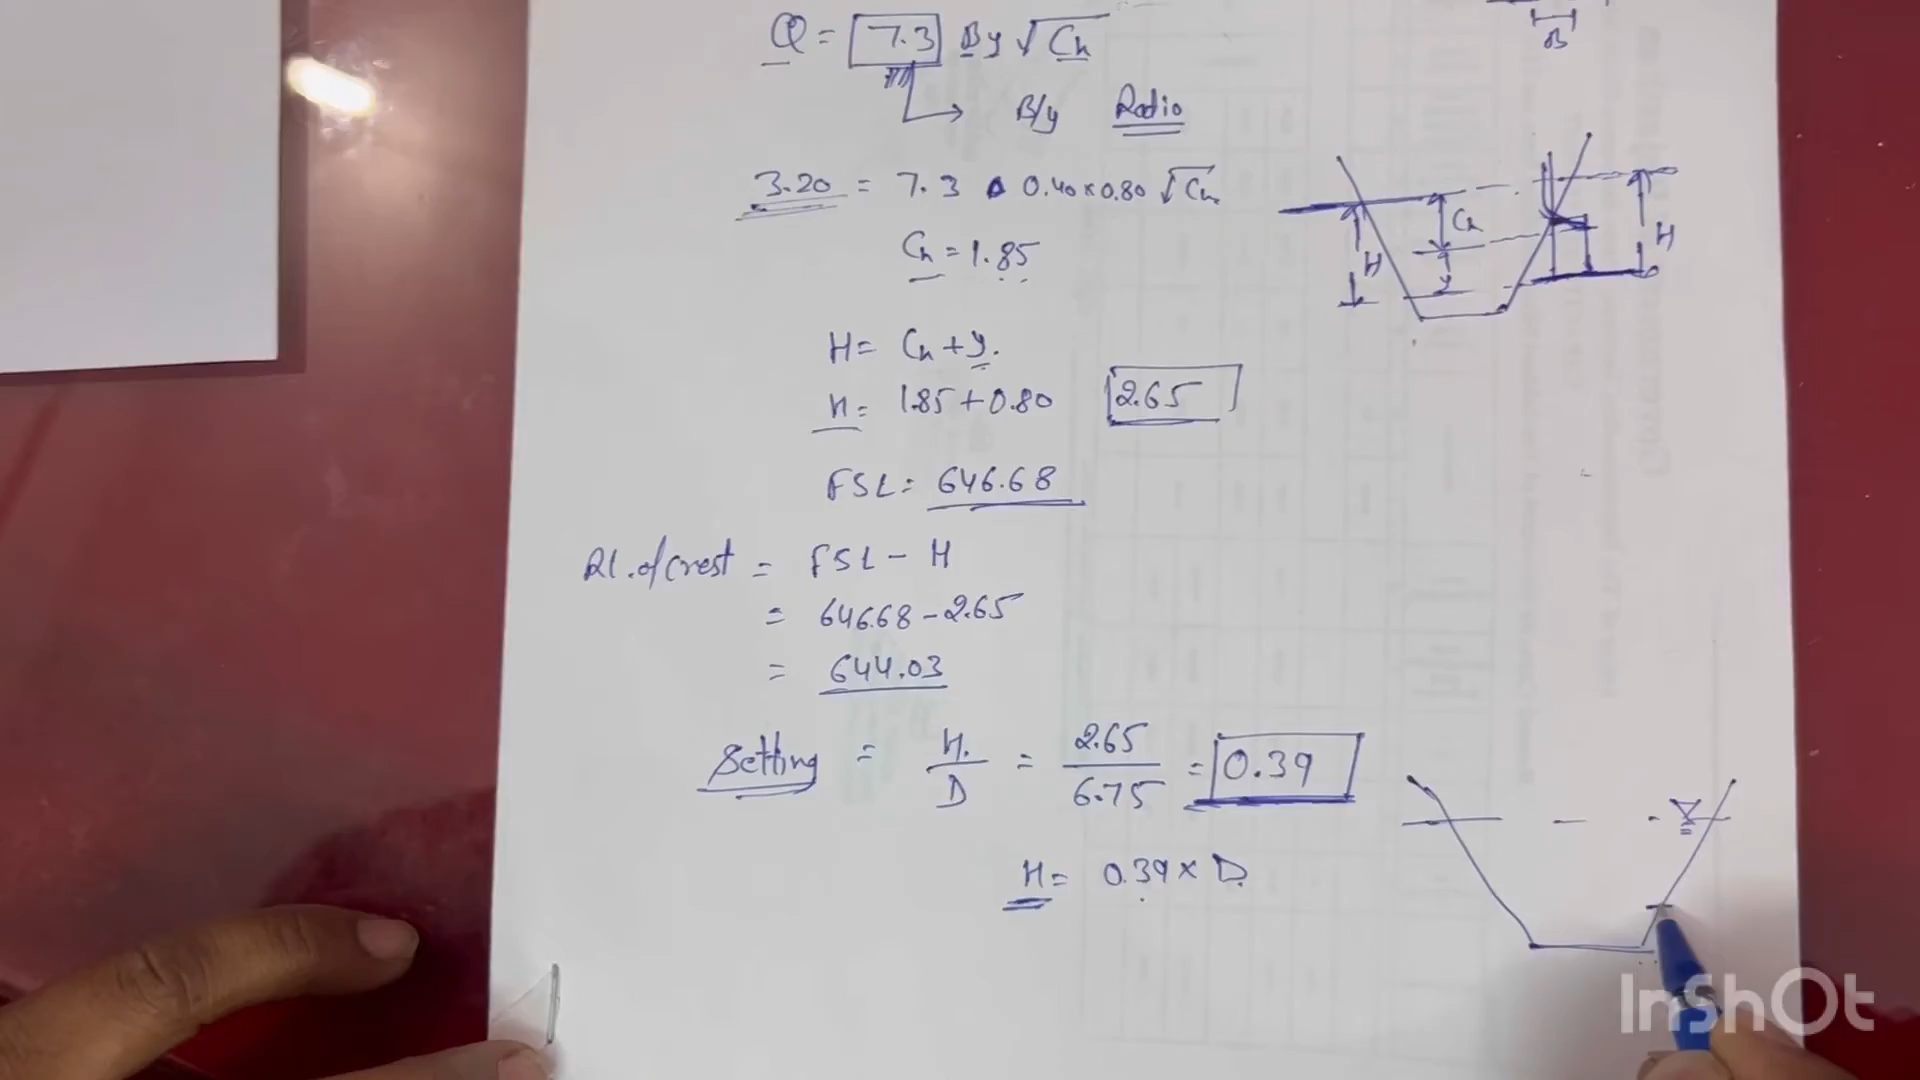 Q = 7.3 By √Ch
B
B/y Radio
3.20 = 7.3 0.40 x 0.80 √Ch
Ch = 1.85
Ch
H
y
H
H = Ch + y.
H = 1.85 + 0.80 2.65
FSL = 646.68
RL. of Crest = FSL - H
= 646.68 - 2.65
= 644.03
Setting = H. / D = 2.65 / 6.75 = 0.39
H = 0.39 x D.
InShOt